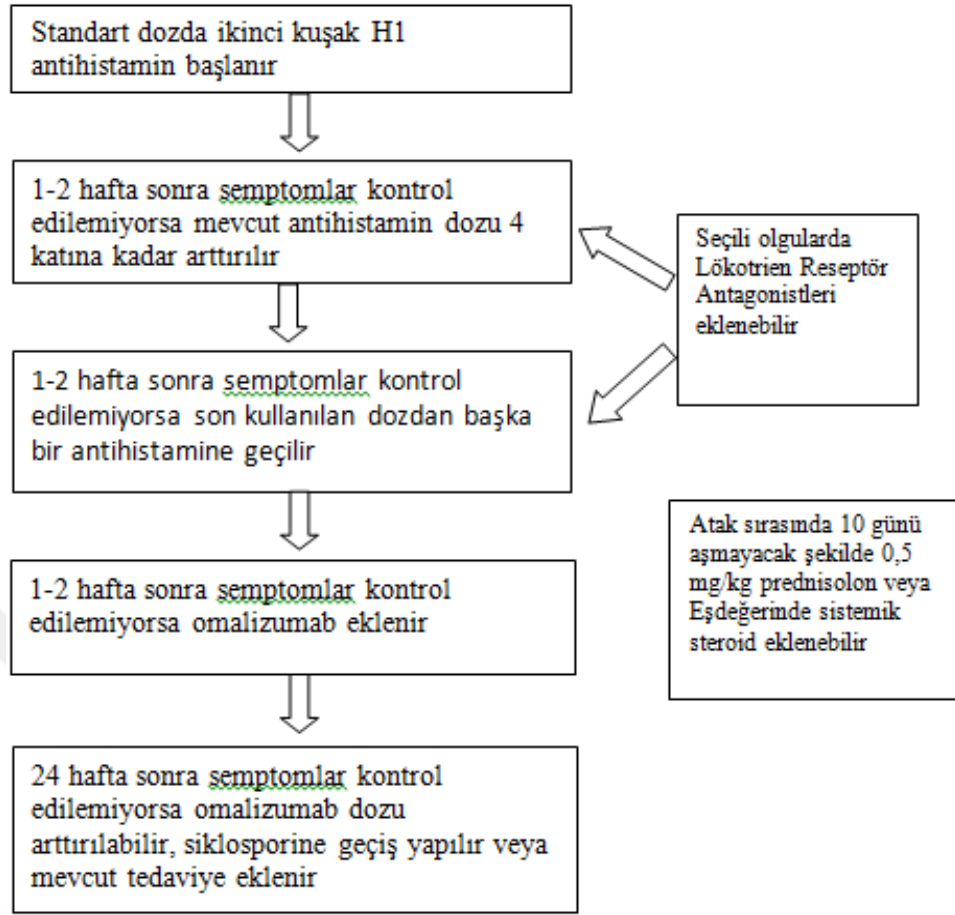 Standart dozda ikinci kuşak H1
antihistamin başlanır
1-2 hafta sonra semptomlar kontrol
edilemiyorsa mevcut antihistamin dozu 4
katına kadar arttırılır
Seçili olgularda
Lökotrien Reseptör
Antagonistleri
eklenebilir
1-2 hafta sonra semptomlar kontrol
edilemiyorsa son kullanılan dozdan başka
bir antihistamine geçilir
Atak sırasında 10 günü
aşmayacak şekilde 0,5
mg/kg prednisolon veya
Eşdeğerinde sistemik
steroid eklenebilir
1-2 hafta sonra semptomlar kontrol
edilemiyorsa omalizumab eklenir
24 hafta sonra semptomlar kontrol
edilemiyorsa omalizumab dozu
arttırılabilir, siklosporine geçiş yapılır veya
mevcut tedaviye eklenir